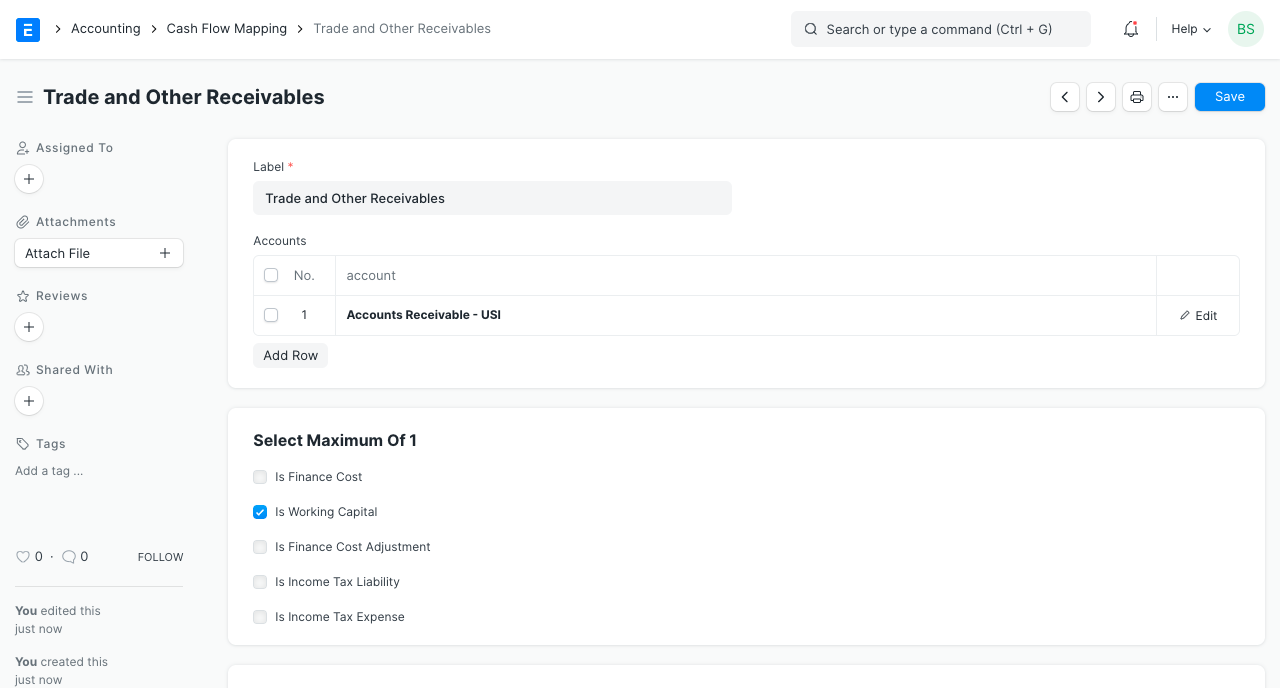 E
Accounting
Cash Flow Mapping
Trade and Other Receivables
Search or type a command (Ctrl + G)
Help
BS
Trade and Other Receivables
Save
Assigned To
Attachments
Attach File
Reviews
Shared With
Tags
Add a tag ...
0 · 0 FOLLOW
You edited this
just now
You created this
just now
Label *
Trade and Other Receivables
Accounts
No. account
1 Accounts Receivable - USI Edit
Add Row
Select Maximum Of 1
Is Finance Cost
Is Working Capital
Is Finance Cost Adjustment
Is Income Tax Liability
Is Income Tax Expense